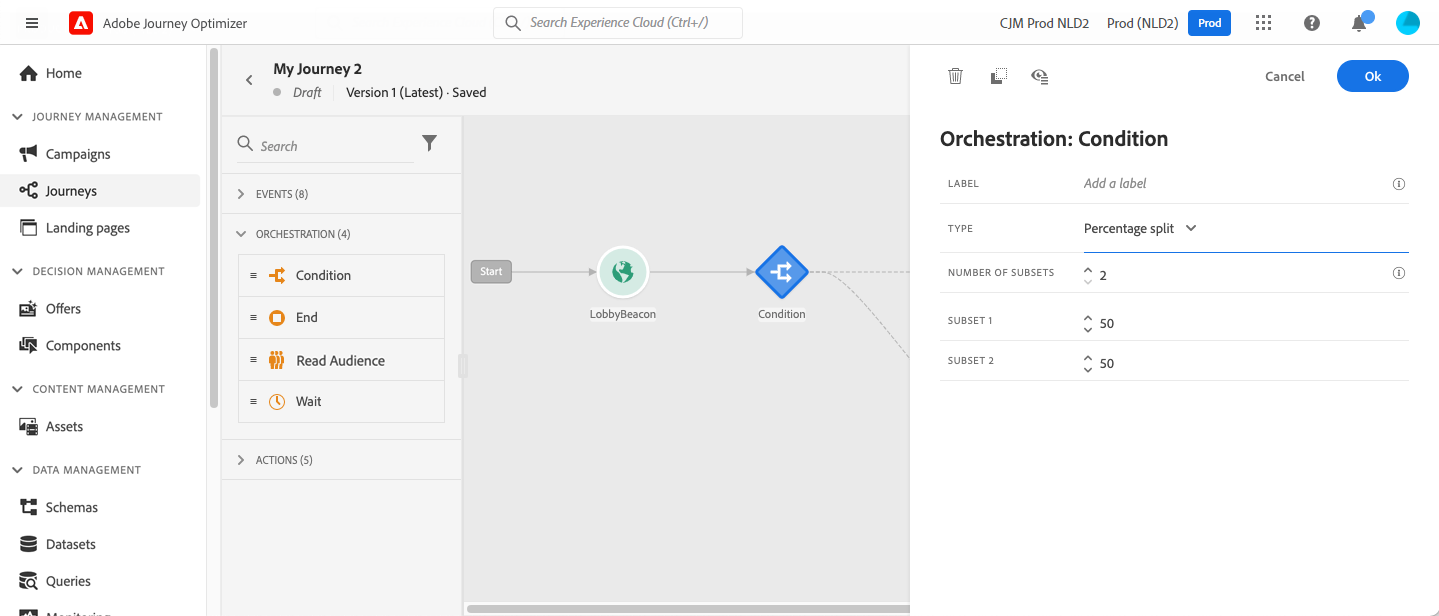 Adobe Journey Optimizer
Search Experience Cloud (Ctrl+/)
CJM Prod NLD2
Prod (NLD2)
Prod
Home
JOURNEY MANAGEMENT
Campaigns
Journeys
Landing pages
DECISION MANAGEMENT
Offers
Components
CONTENT MANAGEMENT
Assets
DATA MANAGEMENT
Schemas
Datasets
Queries
Monitoring
My Journey 2
Draft
Version 1 (Latest) · Saved
Search
EVENTS (8)
ORCHESTRATION (4)
Condition
End
Read Audience
Wait
ACTIONS (5)
Start
LobbyBeacon
Condition
Cancel
Ok
Orchestration: Condition
LABEL
Add a label
TYPE
Percentage split
NUMBER OF SUBSETS
2
SUBSET 1
50
SUBSET 2
50